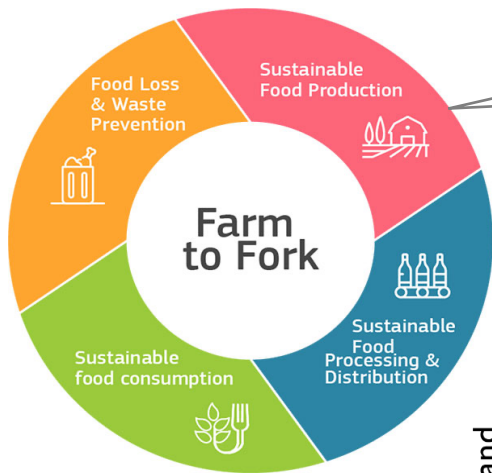 Food Loss
& Waste
Prevention
Sustainable
Food Production
Farm
to Fork
Sustainable
Food
Processing &
Distribution
Sustainable
food consumption
and